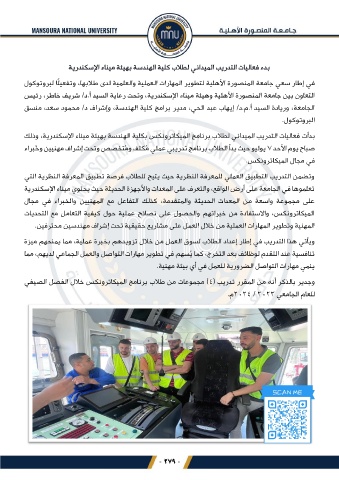 MANSOURA NATIONAL UNIVERSITY
جـامـعـة المنصـورة الأهـلـيـة
بدء فعاليات التدريب الميداني لطلاب كلية الهندسة بهيئة ميناء الإسكندرية
في إطار سعي جامعة المنصورة الأهلية لتطوير المهارات العملية والعلمية لدى طلابها، وتفعيلًا لبروتوكول
التعاون بين جامعة المنصورة الأهلية وهيئة ميناء الإسكندرية، وتحت رعاية السيد أ.د/ شريف خاطر، رئيس
الجامعة، وريادة السيد أ.م.د/ إيهاب عبد الحي، مدير برامج كلية الهندسة، وإشراف د/ محمود سعد، منسق
البروتوكول.
بدأت فعاليات التدريب الميداني لطلاب برنامج الميكاترونكس بكلية الهندسة بهيئة ميناء الإسكندرية، وذلك
صباح يوم الأحد ٧ يوليو حيث بدأ الطلاب برنامج تدريبي عملي مكثف ومتخصص وتحت إشراف مهنيين وخبراء
في مجال الميكاترونكس
وتضمن التدريب التطبيق العملي للمعرفة النظرية حيث يتيح للطلاب فرصة تطبيق المعرفة النظرية التي
تعلموها في الجامعة على أرض الواقع، والتعرف على المعدات والأجهزة الحديثة حيث يحتوي ميناء الإسكندرية
على مجموعة واسعة من المعدات الحديثة والمتقدمة، كذلك التفاعل مع المهنيين والخبراء في مجال
الميكاترونكس، والاستفادة من خبراتهم والحصول على نصائح عملية حول كيفية التعامل مع التحديات
المهنية وتطوير المهارات العملية من خلال العمل على مشاريع حقيقية تحت إشراف مهندسين محترفين.
ويأتي هذا التدريب في إطار إعداد الطلاب لسوق العمل من خلال تزويدهم بخبرة عملية، مما يمنحهم ميزة
تنافسية عند التقدم لوظائف بعد التخرج، كما يُسهم في تطوير مهارات التواصل والعمل الجماعي لديهم، مما
ينمي مهارات التواصل الضرورية للعمل في أي بيئة مهنية.
وجدير بالذكر أنه من المقرر تدريب (٤) مجموعات من طلاب برنامج الميكاترونكس خلال الفصل الصيفي
للعام الجامعي ٢٠٢٣ / ٢٠٢٤م.
SCAN ME
- ٢٧٩ -